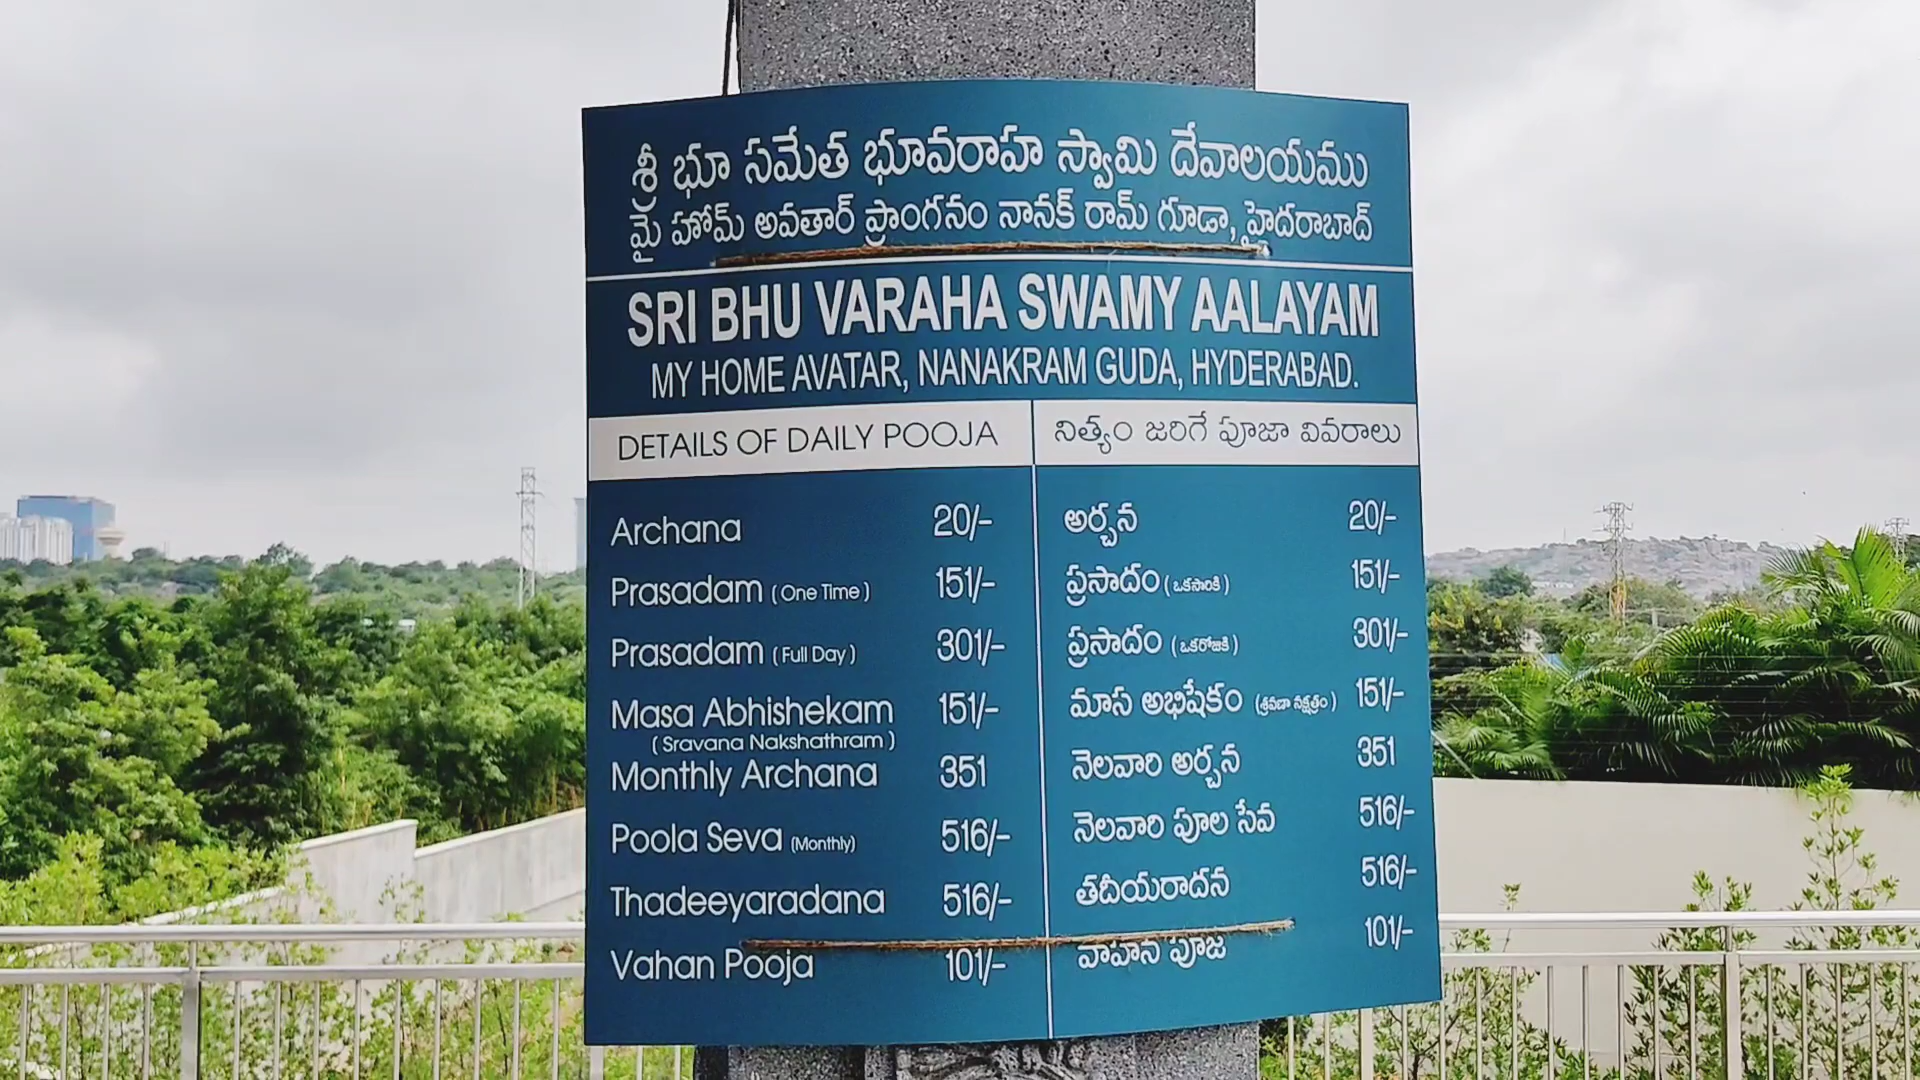 శ్రీ భూ సమేత భూవరాహ స్వామి దేవాలయము
మై హోమ్ అవతార్ ప్రాంగనం నానక్ రామ్ గూడా, హైదరాబాద్
SRI BHU VARAHA SWAMY AALAYAM
MY HOME AVATAR, NANAKRAM GUDA, HYDERABAD.
DETAILS OF DAILY POOJA
Archana 20/-
Prasadam ( One Time ) 151/-
Prasadam ( Full Day ) 301/-
Masa Abhishekam 151/-
( Sravana Nakshathram )
Monthly Archana 351
Poola Seva (Monthly) 516/-
Thadeeyaradana 516/-
Vahan Pooja 101/-
నిత్యం జరిగే పూజా వివరాలు
అర్చన 20/-
ప్రసాదం ( ఒకసారికి ) 151/-
ప్రసాదం ( ఒకరోజుకి ) 301/-
మాస అభిషేకం (శ్రీవణా నక్షత్రం ) 151/-
నెలవారి అర్చన 351
నెలవారి పూల సేవ 516/-
తదీయరాదన 516/-
వాహన పూజ 101/-